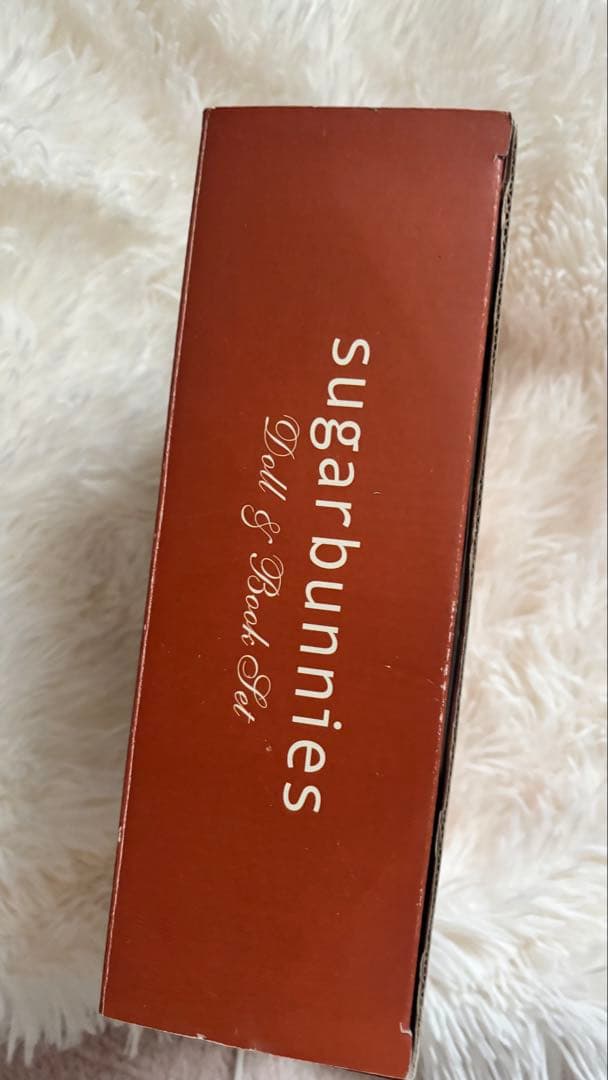 sugarbunnies
Doll & Book Set